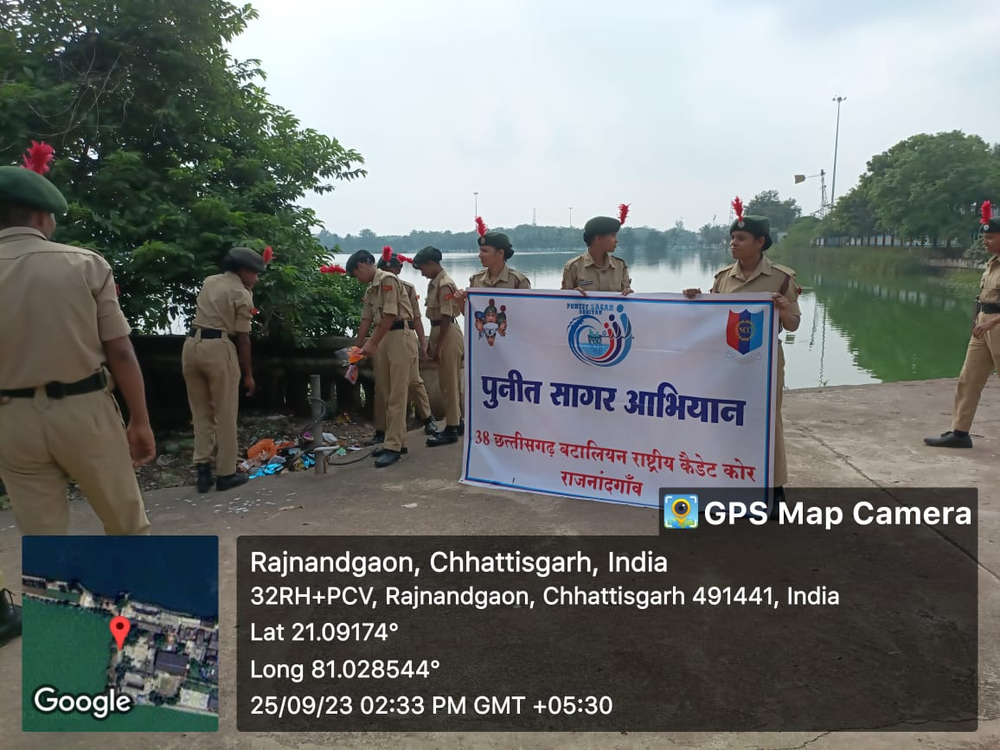 PUNEET SAGAR
ABHIYAN
NCC
पुनीत सागर आभियान
38 छत्तीसगढ़ बटालियन राष्ट्रीय कैडेट कोर
राजनांदगाँव
GPS Map Camera
Rajnandgaon, Chhattisgarh, India
32RH+PCV, Rajnandgaon, Chhattisgarh 491441, India
Lat 21.09174°
Long 81.028544°
25/09/23 02:33 PM GMT +05:30
Google